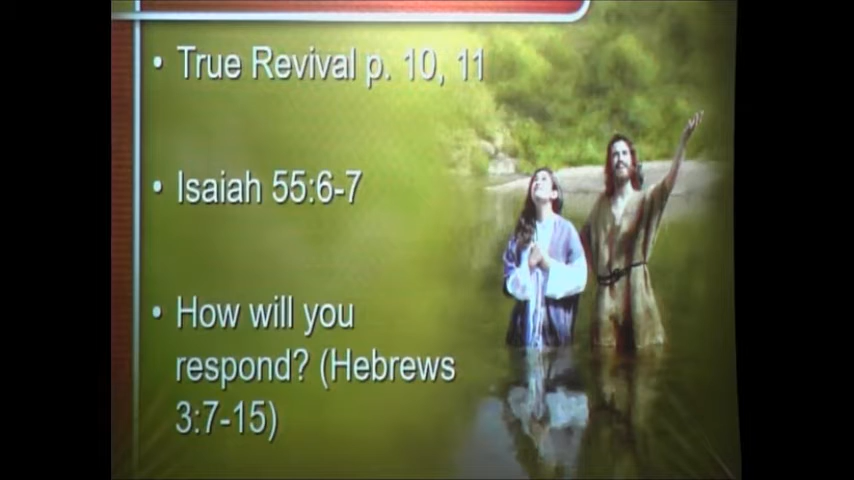 • True Revival p. 10, 11
• Isaiah 55:6-7
• How will you
respond? (Hebrews
3:7-15)